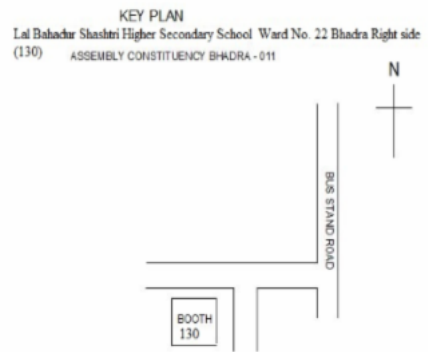 KEY PLAN
Lal Bahadur Shashtri Higher Secondary School Ward No. 22 Bhadra Right side
(130) ASSEMBLY CONSTITUENCY BHADRA - 011
N
BUS STAND ROAD
BOOTH
130